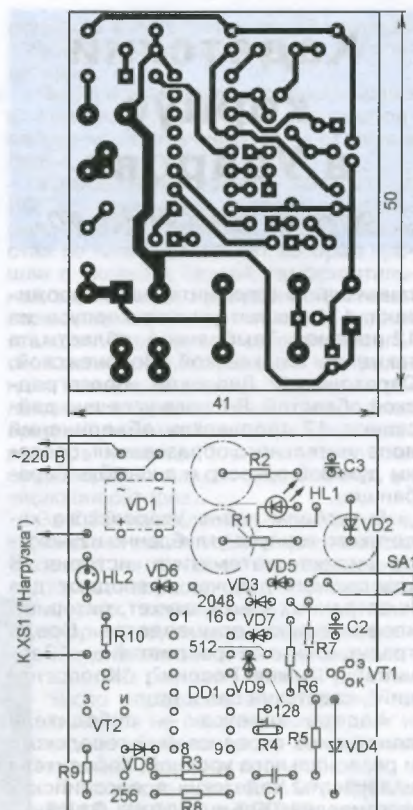 50
41
~220 В
R2
C3
VD1
HL1
R1
VD2
К XS1 ("Нагрузка")
HL2
VD6
VD3
VD5
SA1
2048
1
16
VD7
C2
R10
512
R7
DD1
VD9
R6
Э
К
VT1
128
VT2
R4
R5
8
9
VD4
R9
VD8
R3
C1
256
R8